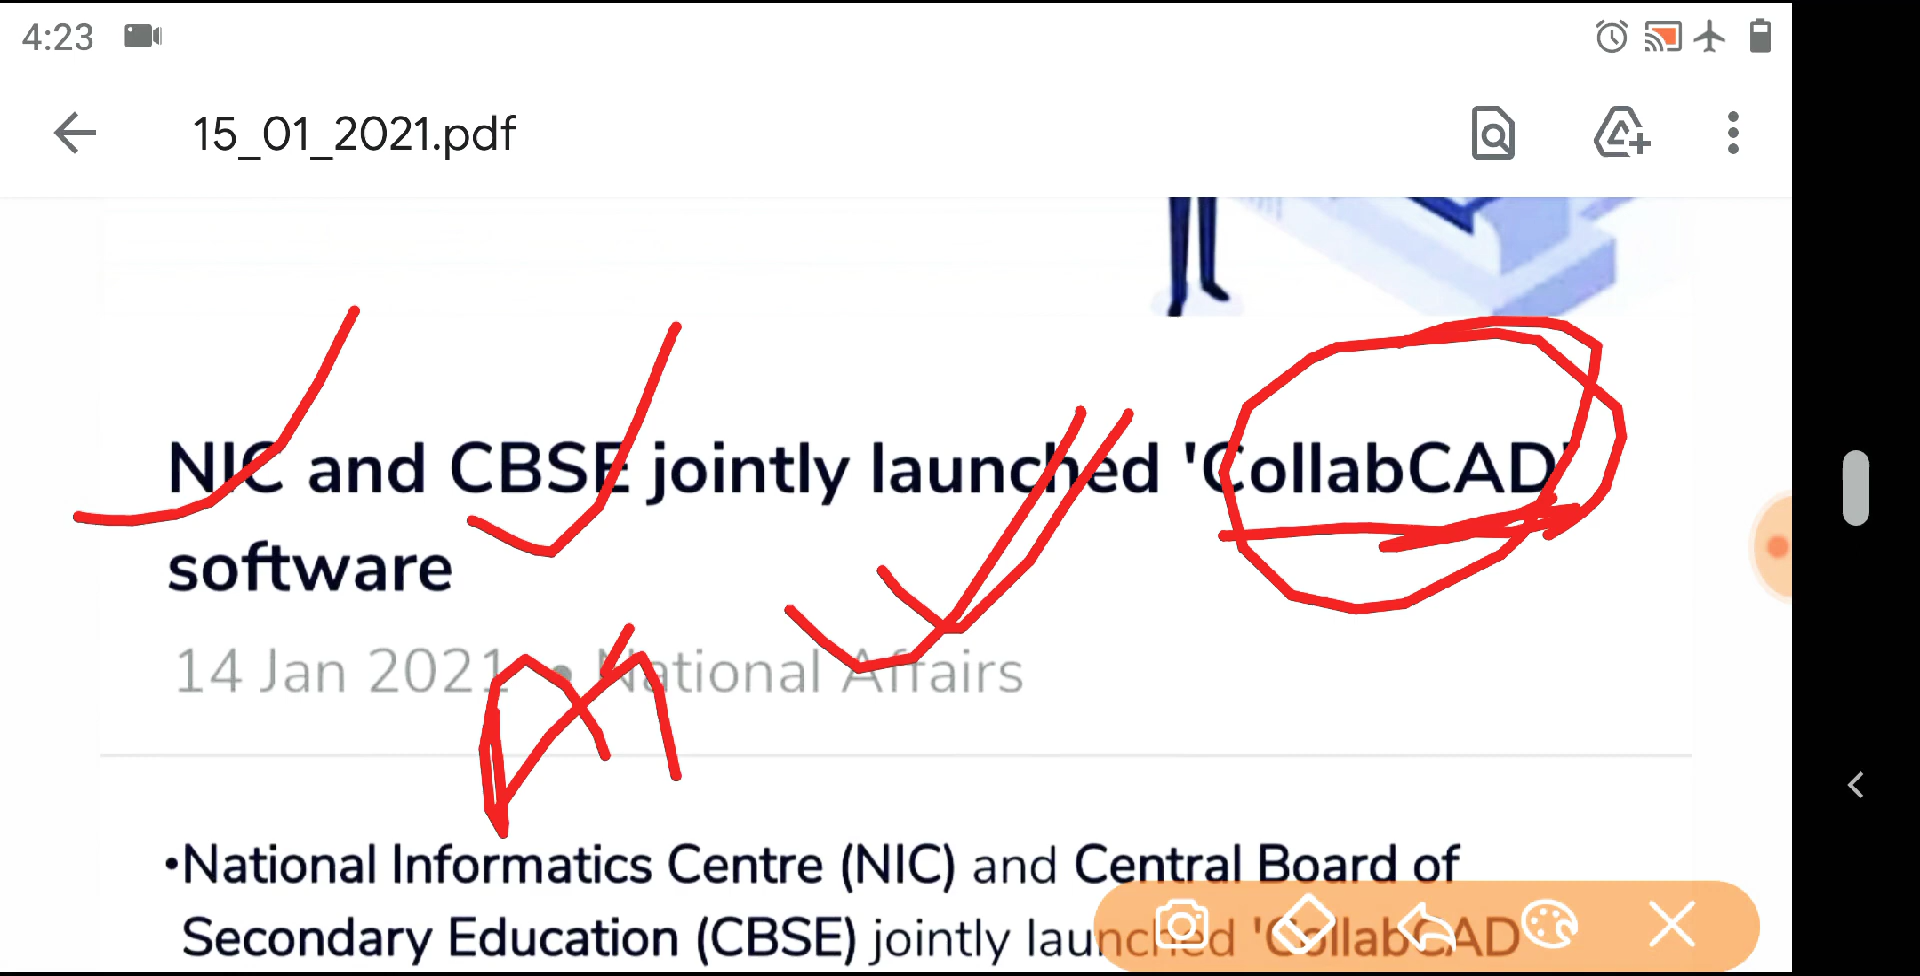 4:23
15_01_2021.pdf
NIC and CBSE jointly launched 'CollabCAD'
software
14 Jan 2021 • National Affairs
•National Informatics Centre (NIC) and Central Board of
Secondary Education (CBSE) jointly launched 'CollabCAD